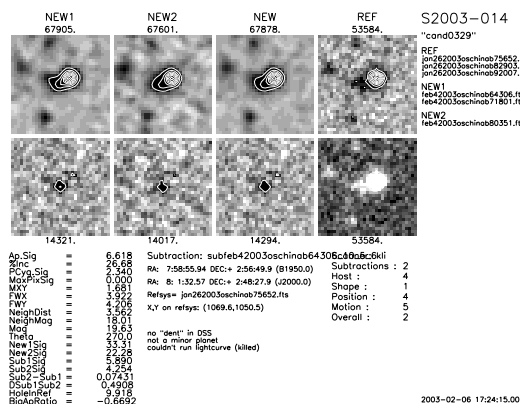 NEW1 NEW2 NEW REF S2003-014
67905. 67601. 67878. 53584. "cand0329"
REF
jan262003oschinab75652.
jan262003oschinab82903.
jan262003oschinab92007.
NEW1
feb42003oschinab64306.ft
feb42003oschinab71801.ft
NEW2
feb42003oschinab80351.ft
14321. 14017. 14294. 53584.
Ap.Sig = 6.618
%Inc = 26.68
PCyg.Sig = 2.340
MaxPixSig = 0.000
MXY = 1.681
FWX = 3.922
FWY = 4.206
NeighDist = 3.562
NeighMag = 18.01
Mag = 19.63
Theta = 270.0
New1Sig = 33.31
New2Sig = 22.28
Sub1Sig = 5.890
Sub2Sig = 4.254
Sub2-Sub1 = 0.07431
DSub1Sub2 = 0.4908
HoleInRef = 9.918
BigApRatio = -0.6692
Subtraction: subfeb42003oschinab64306
RA: 7:58:55.94 DEC:+ 2:56:49.9 (B1950.0)
RA: 8: 1:32.57 DEC:+ 2:48:27.9 (J2000.0)
Refsys= jan262003oschinab75652.fts
X,Y on refsys: (1069.6,1050.5)
no "dent" in DSS
not a minor planet
couldn't run lightcurve (killed)
Subtractions : 2
Host : 4
Shape : 1
Position : 4
Motion : 5
Overall : 2
2003-02-06 17:24:15.00